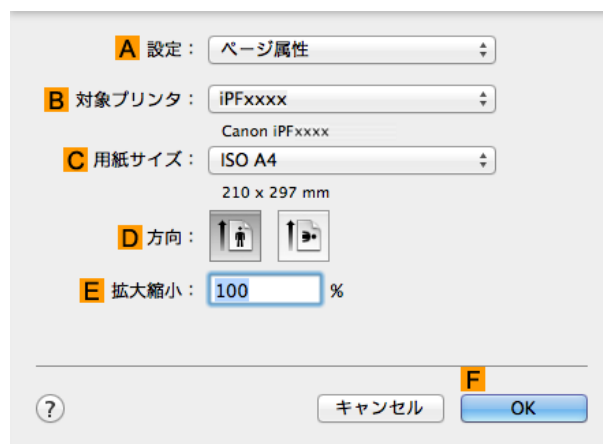 A 設定： ページ属性
B 対象プリンタ： iPFxxxx
Canon iPFxxxx
C 用紙サイズ： ISO A4
210 x 297 mm
D 方向：
E 拡大縮小： 100 %
F
? キャンセル OK